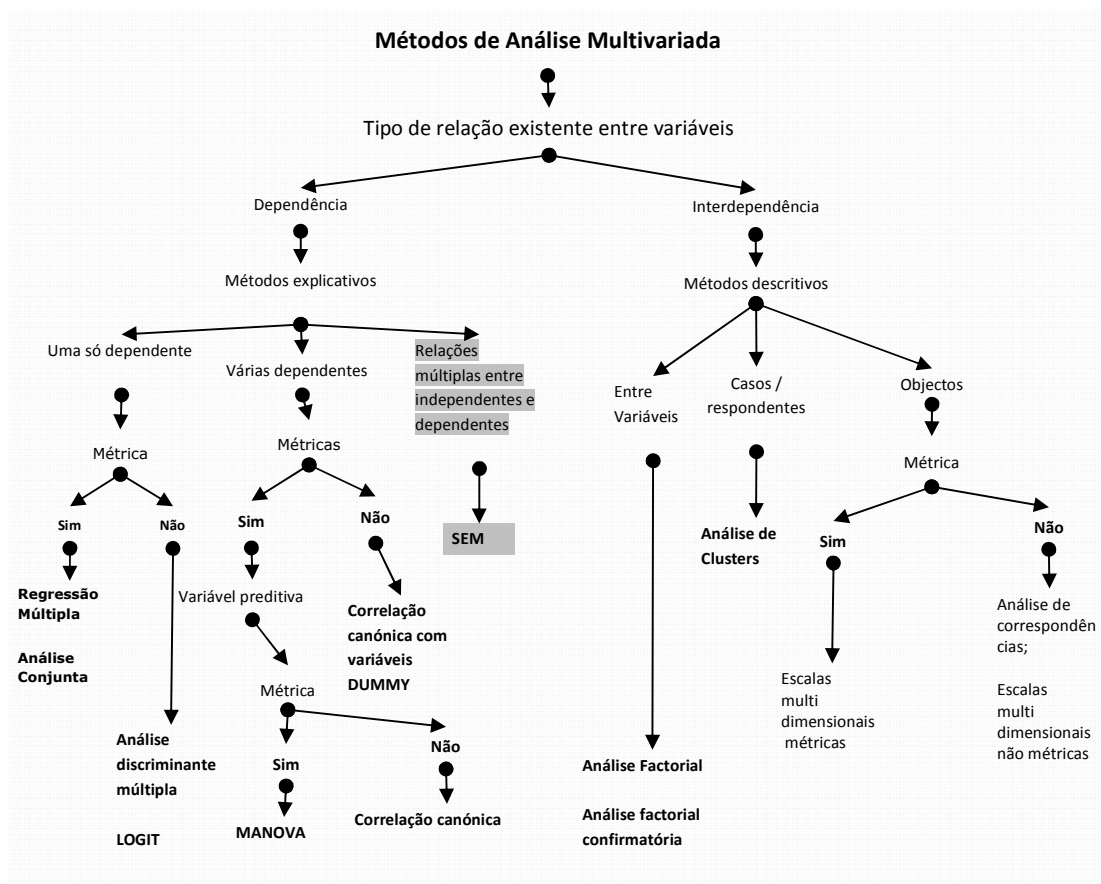 Métodos de Análise Multivariada
Tipo de relação existente entre variáveis
Dependência
Interdependência
Métodos explicativos
Métodos descritivos
Uma só dependente
Várias dependentes
Relações
múltiplas entre
independentes e
dependentes
Entre
Variáveis
Casos /
respondentes
Objectos
Métrica
Métricas
Métrica
Sim
Não
Sim
Não
SEM
Análise de
Clusters
Sim
Não
Regressão
Múltipla
Análise
Conjunta
Variável preditiva
Correlação
canónica com
variáveis
DUMMY
Análise de
correspondên
cias;
Escalas
multi
dimensionais
não métricas
Escalas
multi
dimensionais
métricas
Métrica
Análise
discriminante
múltipla
LOGIT
Sim
Não
MANOVA
Correlação canónica
Análise Factorial
Análise factorial
confirmatória